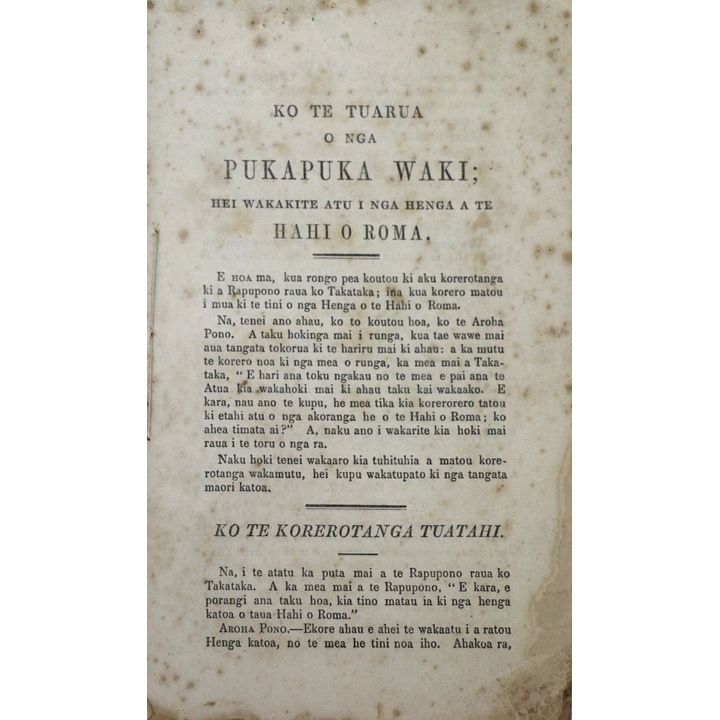 KO TE TUARUA
O NGA
PUKAPUKA WAKI;
HEI WAKAKITE ATU I NGA HENGA A TE
HAHI O ROMA.
E HOA ma, kua rongo pea koutou ki aku korerotanga
ki a Rapupono raua ko Takataka; ina kua korero matou
i mua ki te tini o nga Henga o te Hahi o Roma.
Na, tenei ano ahau, ko to koutou hoa, ko te Aroha
Pono. A taku hokinga mai i runga, kua tae wawe mai
aua tangata tokorua ki te hariru mai ki ahau: a ka mutu
te korero noa ki nga mea o runga, ka mea mai a Taka-
taka, “ E hari ana toku ngakau no te mea e pai ana te
Atua kia wakahoki mai ki ahau taku kai wakaako. E
kara, nau ano te kupu, he mea tika kia korerorero tatou
ki etahi atu o nga akoranga he o te Hahi o Roma; ko
ahea timata ai?” A, naku ano i wakarite kia hoki mai
raua i te toru o nga ra.
Naku hoki tenei wakaaro kia tuhituhia a matou kore-
rotanga wakamutu, hei kupu wakatupato ki nga tangata
maori katoa.
KO TE KOREROTANGA TUATAHI.
Na, i te atatu ka puta mai a te Rapupono raua ko
Takataka. A ka mea mai a te Rapupono, “ E kara, e
porangi ana taku hoa, kia tino matau ia ki nga henga
katoa o taua Hahi o Roma.”
AROHA PONO.—Ekore ahau e ahei te wakaatu i a ratou
Henga katoa, no te mea he tini noa iho. Ahakoa ra,